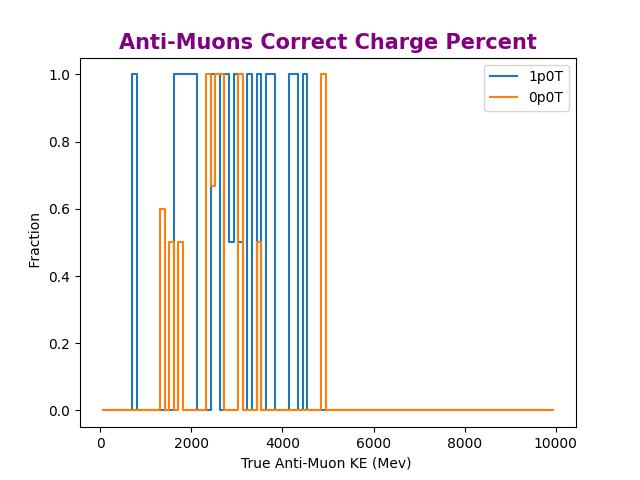 Anti-Muons Correct Charge Percent
1p0T
0p0T
1.0
0.8
0.6
0.4
0.2
0.0
Fraction
0 2000 4000 6000 8000 10000
True Anti-Muon KE (Mev)